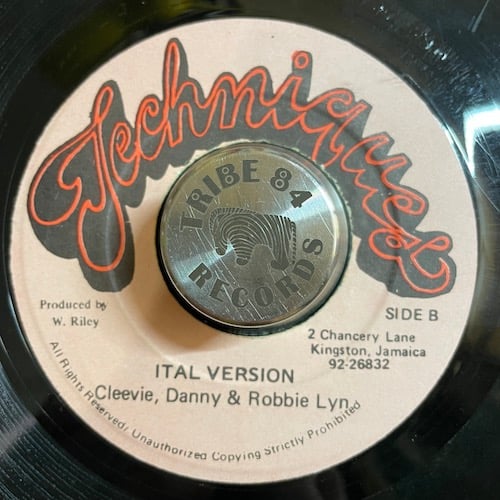 Techniques
TRIBE 84
RECORDS
Produced by
W. Riley
SIDE B
2 Chancery Lane
Kingston, Jamaica
92-26832
ITAL VERSION
Cleevie, Danny & Robbie Lyn
All Rights Reserved, Unauthorized Copying Strictly Prohibited